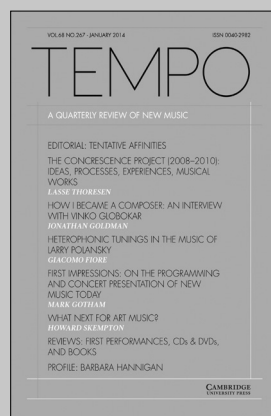 VOL.68 NO.267 - JANUARY 2014 ISSN 0040-2982
TEMPO
A QUARTERLY REVIEW OF NEW MUSIC
EDITORIAL: TENTATIVE AFFINITIES
THE CONCRESCENCE PROJECT (2008–2010):
IDEAS, PROCESSES, EXPERIENCES, MUSICAL
WORKS
LASSE THORESEN
HOW I BECAME A COMPOSER: AN INTERVIEW
WITH VINKO GLOBOKAR
JONATHAN GOLDMAN
HETEROPHONIC TUNINGS IN THE MUSIC OF
LARRY POLANSKY
GIACOMO FIORE
FIRST IMPRESSIONS: ON THE PROGRAMMING
AND CONCERT PRESENTATION OF NEW
MUSIC TODAY
MARK GOTHAM
WHAT NEXT FOR ART MUSIC?
HOWARD SKEMPTON
REVIEWS: FIRST PERFORMANCES, CDs & DVDs,
AND BOOKS
PROFILE: BARBARA HANNIGAN
CAMBRIDGE
UNIVERSITY PRESS